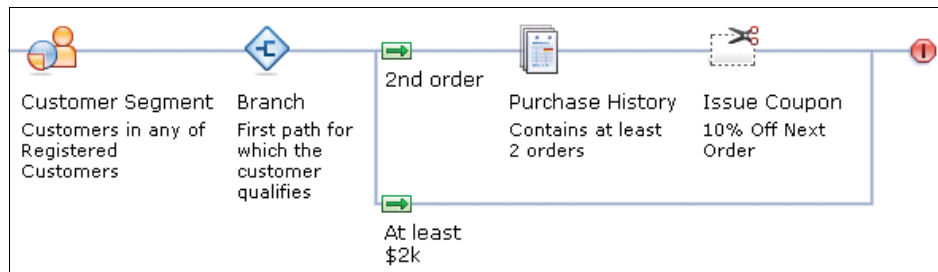 Customer Segment
Customers in any of
Registered
Customers
Branch
First path for
which the
customer
qualifies
2nd order
Purchase History
Contains at least
2 orders
Issue Coupon
10% Off Next
Order
At least
$2k